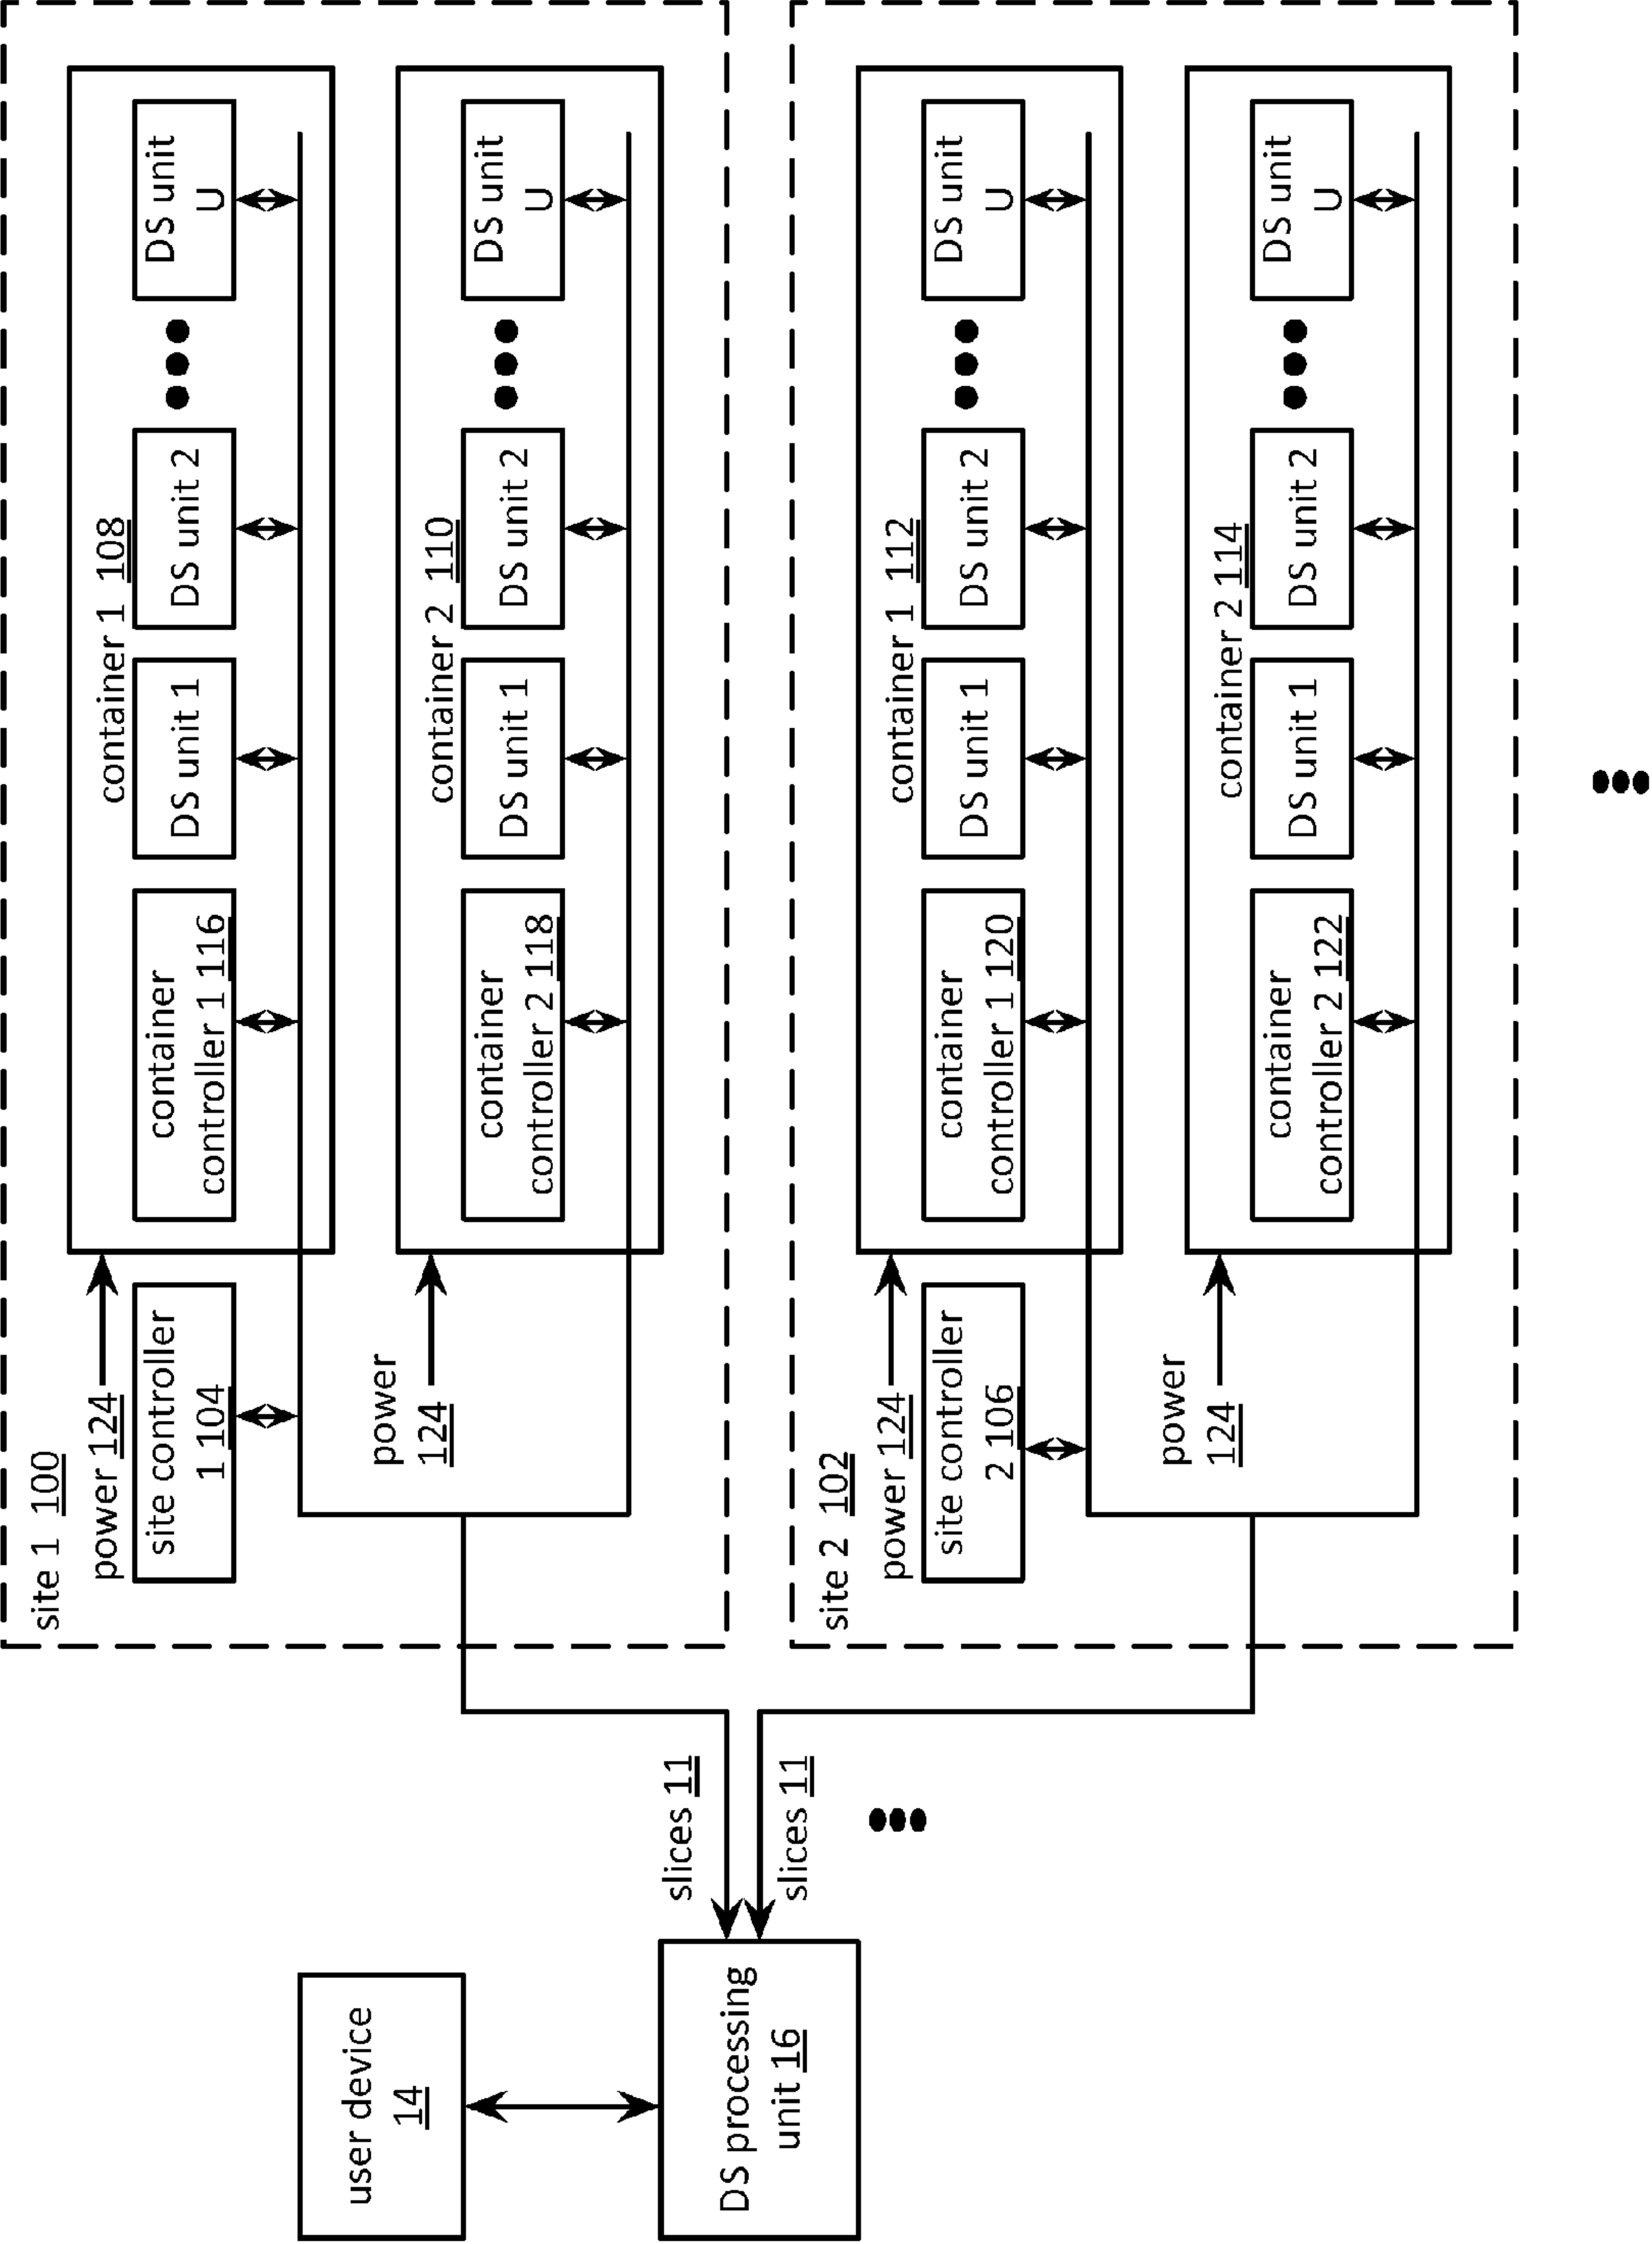 user device
14
DS processing
unit 16
slices 11
slices 11
site 1 100
power 124
site controller
1 104
power
124
container 1 108
container
controller 1 116
DS unit 1
DS unit 2
DS unit
U
container 2 110
container
controller 2 118
DS unit 1
DS unit 2
DS unit
U
site 2 102
power 124
site controller
2 106
power
124
container 1 112
container
controller 1 120
DS unit 1
DS unit 2
DS unit
U
container 2 114
container
controller 2 122
DS unit 1
DS unit 2
DS unit
U